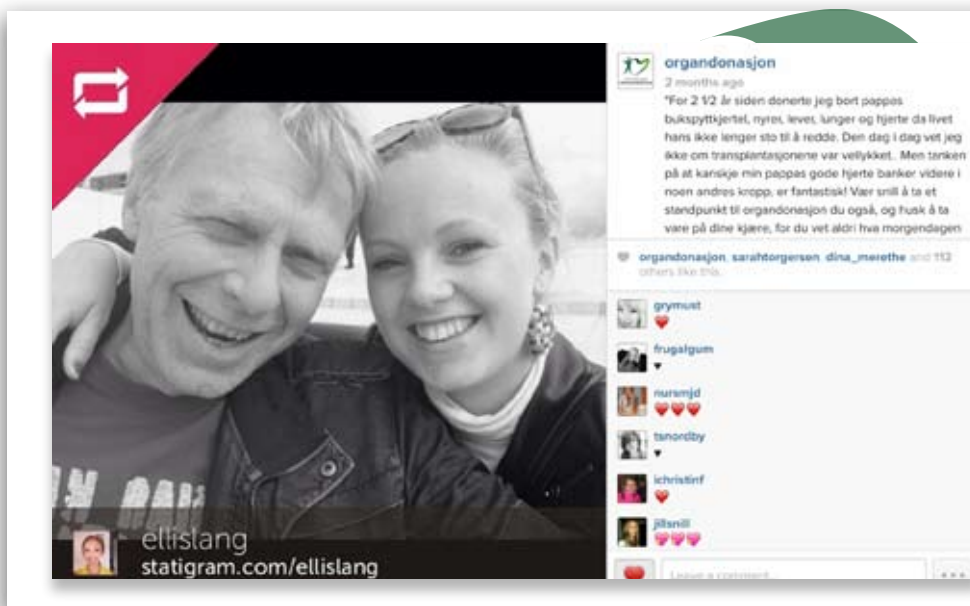 organdonasjon
2 months ago
"For 2 1/2 år siden donerte jeg bort pappas
bukspyttkjertel, nyrer, lever, lunger og hjerte da livet
hans ikke lenger sto til å redde. Den dag i dag vet jeg
ikke om transplantasjonene var vellykket.. Men tanken
på at kanskje min pappas gode hjerte banker videre i
noen andres kropp, er fantastisk! Vær snill å ta et
standpunkt til organdonasjon du også, og husk å ta
vare på dine kjære, for du vet aldri hva morgendagen
organdonasjon, sarahtorgersen, dina_merethe and 112
others like this.
grymust
frugalgum
nursmjd
tsnordby
ichristinf
jillsnill
Leave a comment...
ellislang
statigram.com/ellislang